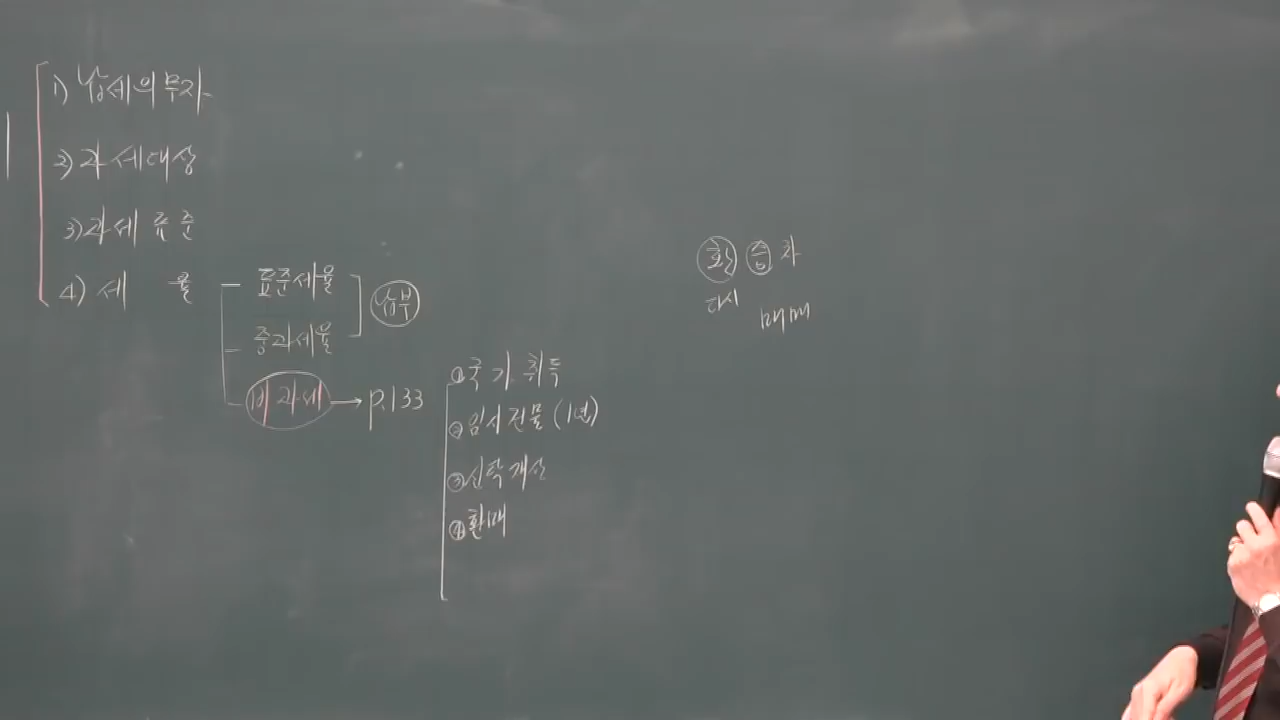 1) 납세의무자
2) 과세대상
3) 과세표준
4) 세 율
표준세율
중과세율
납부
비과세 → p.133
① 국가 취득
② 임시건물 (1년)
③ 신탁재산
④ 환매
환 승 차
다시
매매